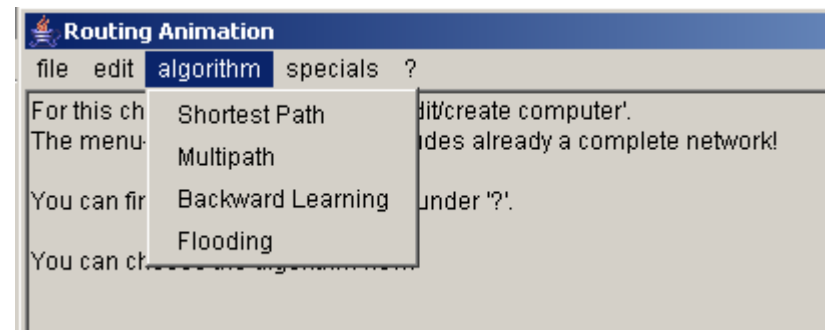 Routing Animation
file edit algorithm specials ?
For this ch dit/create computer'.
The menu- udes already a complete network!
You can fir under '?'.
You can ch
Shortest Path
Multipath
Backward Learning
Flooding